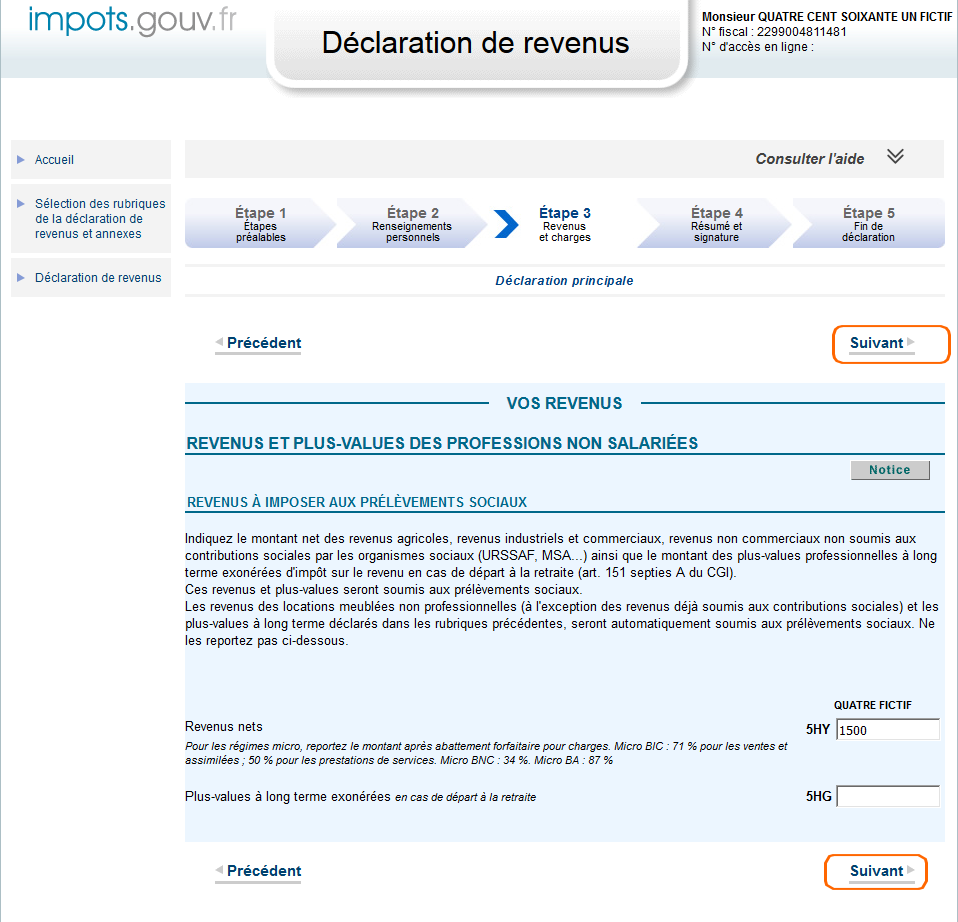 impots.gouv.fr
Déclaration de revenus
Monsieur QUATRE CENT SOIXANTE UN FICTIF
N° fiscal : 2299004811481
N° d'accès en ligne :
Accueil
Sélection des rubriques
de la déclaration de
revenus et annexes
Déclaration de revenus
Consulter l'aide
Étape 1
Étapes
préalables
Étape 2
Renseignements
personnels
Étape 3
Revenus
et charges
Étape 4
Résumé et
signature
Étape 5
Fin de
déclaration
Déclaration principale
Précédent
Suivant
VOS REVENUS
REVENUS ET PLUS-VALUES DES PROFESSIONS NON SALARIÉES
Notice
REVENUS À IMPOSER AUX PRÉLÈVEMENTS SOCIAUX
Indiquez le montant net des revenus agricoles, revenus industriels et commerciaux, revenus non commerciaux non soumis aux
contributions sociales par les organismes sociaux (URSSAF, MSA...) ainsi que le montant des plus-values professionnelles à long
terme exonérées d'impôt sur le revenu en cas de départ à la retraite (art. 151 septies A du CGI).
Ces revenus et plus-values seront soumis aux prélèvements sociaux.
Les revenus des locations meublées non professionnelles (à l'exception des revenus déjà soumis aux contributions sociales) et les
plus-values à long terme déclarés dans les rubriques précédentes, seront automatiquement soumis aux prélèvements sociaux. Ne
les reportez pas ci-dessous.
QUATRE FICTIF
Revenus nets
5HY 1500
Pour les régimes micro, reportez le montant après abattement forfaitaire pour charges. Micro BIC : 71 % pour les ventes et
assimilées ; 50 % pour les prestations de services. Micro BNC : 34 %. Micro BA : 87 %
Plus-values à long terme exonérées en cas de départ à la retraite
5HG
Précédent
Suivant